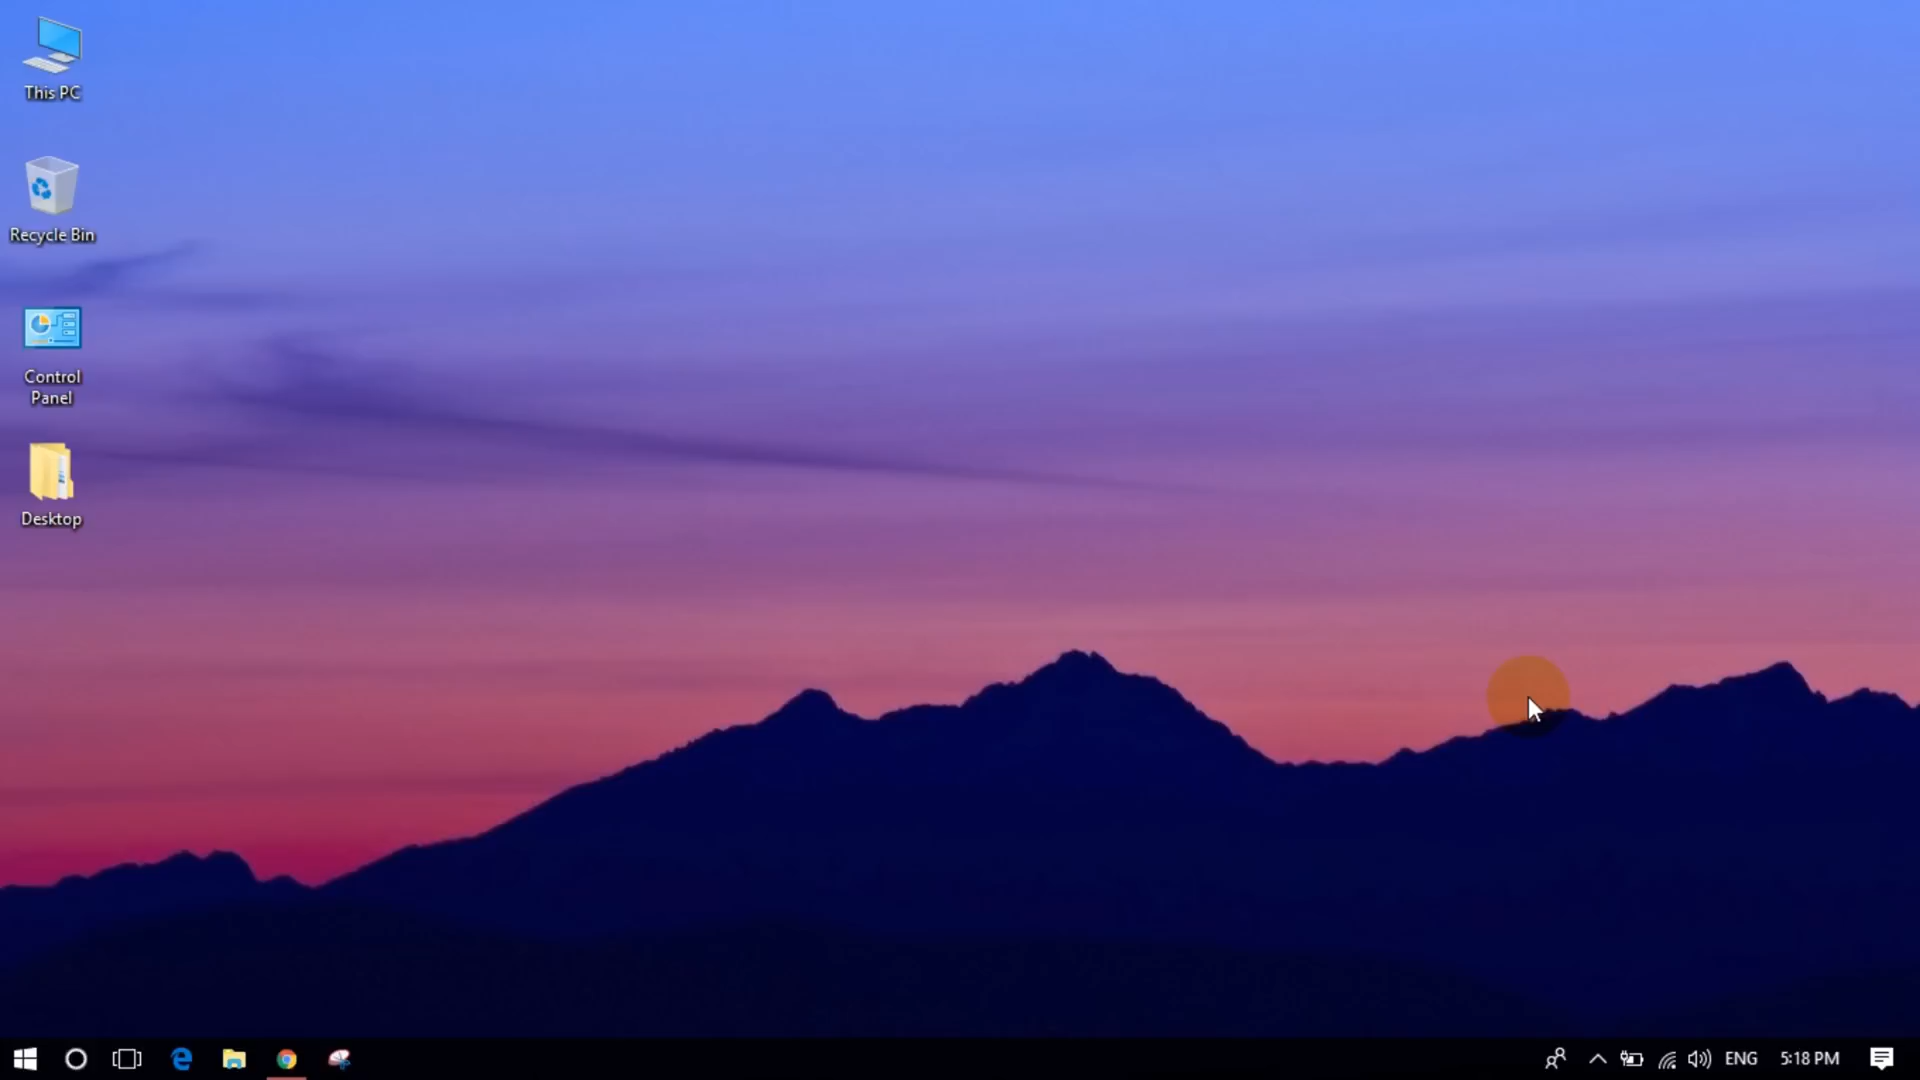 This PC
Recycle Bin
Control
Panel
Desktop
ENG
5:18 PM